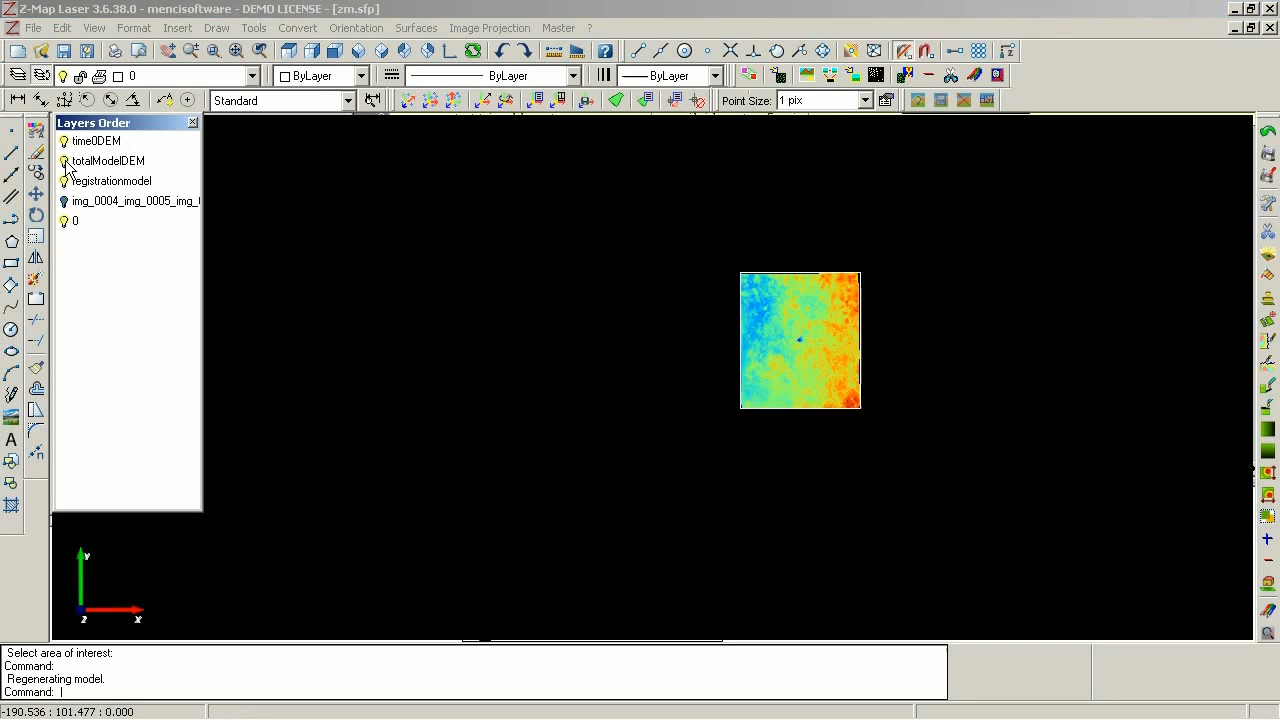 Z-Map Laser 3.6.38.0 - mencisoftware - DEMO LICENSE - [zm.sfp]
File Edit View Format Insert Draw Tools Convert Orientation Surfaces Image Projection Master ?
0 ByLayer ByLayer ByLayer
Standard Point Size: 1 pix
Layers Order
time0DEM
totalModelDEM
registrationmodel
img_0004_img_0005_img_
0
Y
Z X
Select area of interest:
Command:
Regenerating model.
Command:
-190.536 : 101.477 : 0.000